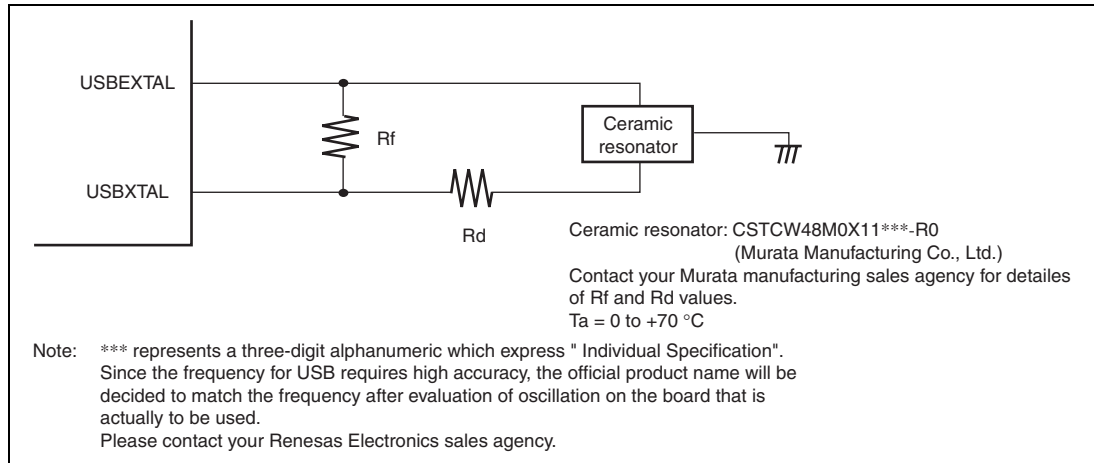 USBEXTAL
Rf
Ceramic
resonator
USBXTAL
Rd
Ceramic resonator: CSTCW48M0X11***-R0
(Murata Manufacturing Co., Ltd.)
Contact your Murata manufacturing sales agency for detailes
of Rf and Rd values.
Ta = 0 to +70 °C
Note: *** represents a three-digit alphanumeric which express " Individual Specification".
Since the frequency for USB requires high accuracy, the official product name will be
decided to match the frequency after evaluation of oscillation on the board that is
actually to be used.
Please contact your Renesas Electronics sales agency.